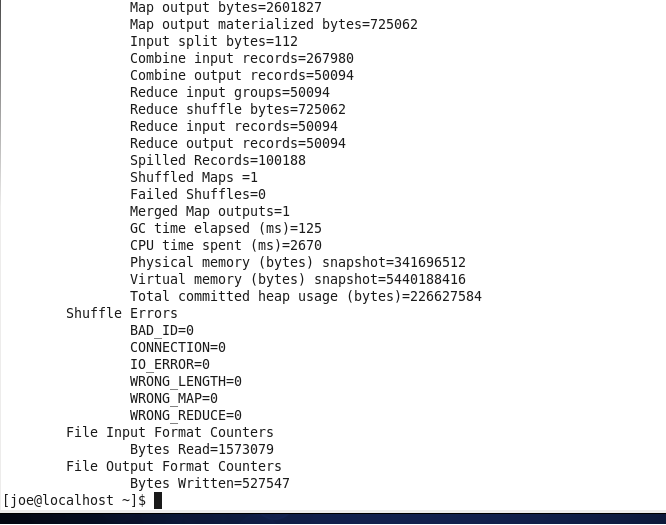 Map output bytes=2601827
Map output materialized bytes=725062
Input split bytes=112
Combine input records=267980
Combine output records=50094
Reduce input groups=50094
Reduce shuffle bytes=725062
Reduce input records=50094
Reduce output records=50094
Spilled Records=100188
Shuffled Maps =1
Failed Shuffles=0
Merged Map outputs=1
GC time elapsed (ms)=125
CPU time spent (ms)=2670
Physical memory (bytes) snapshot=341696512
Virtual memory (bytes) snapshot=5440188416
Total committed heap usage (bytes)=226627584
Shuffle Errors
BAD_ID=0
CONNECTION=0
IO_ERROR=0
WRONG_LENGTH=0
WRONG_MAP=0
WRONG_REDUCE=0
File Input Format Counters
Bytes Read=1573079
File Output Format Counters
Bytes Written=527547
[joe@localhost ~]$